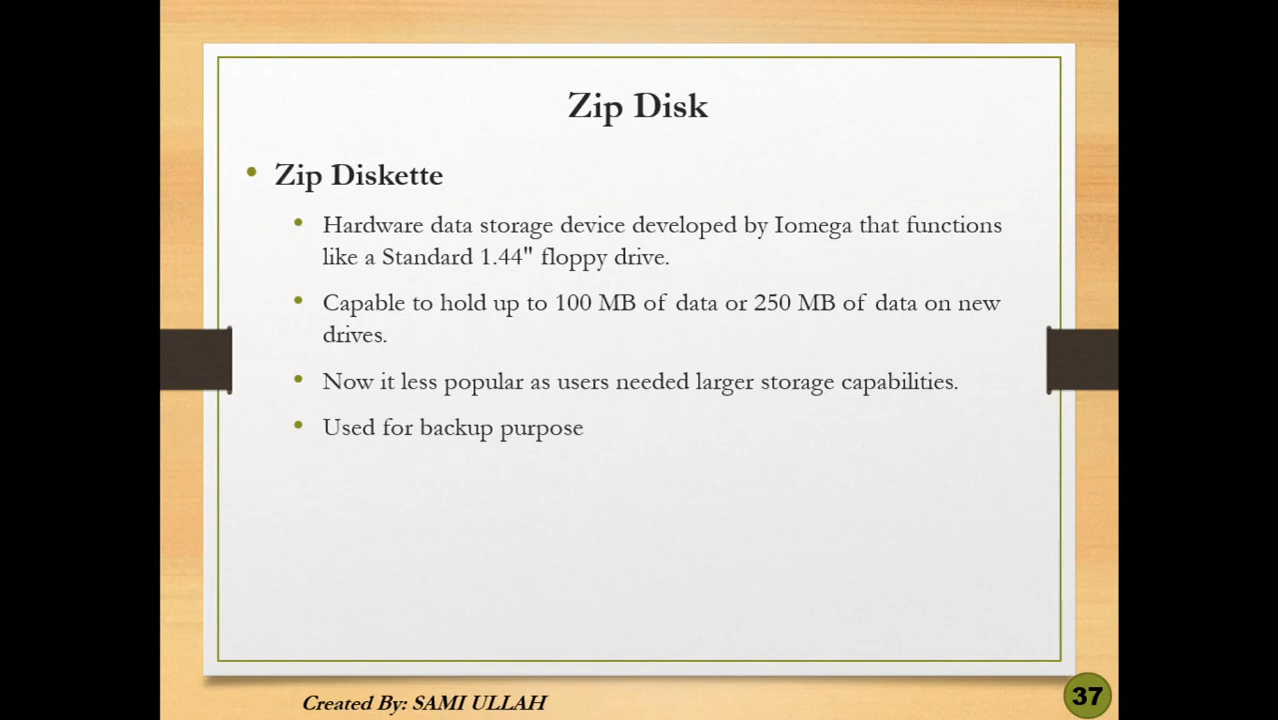 Zip Disk
• Zip Diskette
• Hardware data storage device developed by Iomega that functions
like a Standard 1.44" floppy drive.
• Capable to hold up to 100 MB of data or 250 MB of data on new
drives.
• Now it less popular as users needed larger storage capabilities.
• Used for backup purpose
Created By: SAMI ULLAH
37